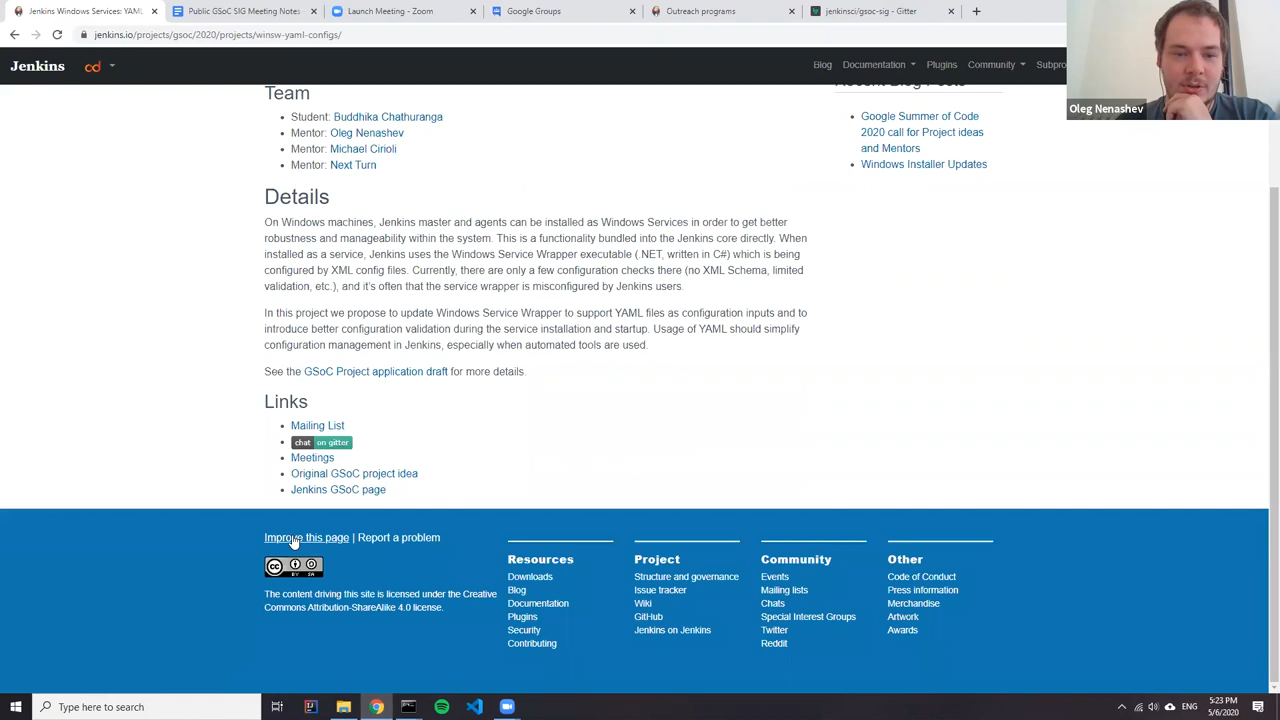 Jenkins Windows Services: YAML
Public GSoC SIG Meeting Notes
Launch Meeting - Zoom
Google Groups
Outreach programs
jenkinsci/gsoc-sig - Gitter
jenkins.io/projects/gsoc/2020/projects/winsw-yaml-configs/
Jenkins
cd
Blog
Documentation
Plugins
Community
Subpro
Oleg Nenashev
Team
Student: Buddhika Chathuranga
Mentor: Oleg Nenashev
Mentor: Michael Cirioli
Mentor: Next Turn
Recent Blog Posts
Google Summer of Code
2020 call for Project ideas
and Mentors
Windows Installer Updates
Details
On Windows machines, Jenkins master and agents can be installed as Windows Services in order to get better
robustness and manageability within the system. This is a functionality bundled into the Jenkins core directly. When
installed as a service, Jenkins uses the Windows Service Wrapper executable (.NET, written in C#) which is being
configured by XML config files. Currently, there are only a few configuration checks there (no XML Schema, limited
validation, etc.), and it's often that the service wrapper is misconfigured by Jenkins users.
In this project we propose to update Windows Service Wrapper to support YAML files as configuration inputs and to
introduce better configuration validation during the service installation and startup. Usage of YAML should simplify
configuration management in Jenkins, especially when automated tools are used.
See the GSoC Project application draft for more details.
Links
Mailing List
chat on gitter
Meetings
Original GSoC project idea
Jenkins GSoC page
Improve this page | Report a problem
CC BY SA
The content driving this site is licensed under the Creative
Commons Attribution-ShareAlike 4.0 license.
Resources
Downloads
Blog
Documentation
Plugins
Security
Contributing
Project
Structure and governance
Issue tracker
Wiki
GitHub
Jenkins on Jenkins
Community
Events
Mailing lists
Chats
Special Interest Groups
Twitter
Reddit
Other
Code of Conduct
Press information
Merchandise
Artwork
Awards
Type here to search
5:23 PM
5/6/2020